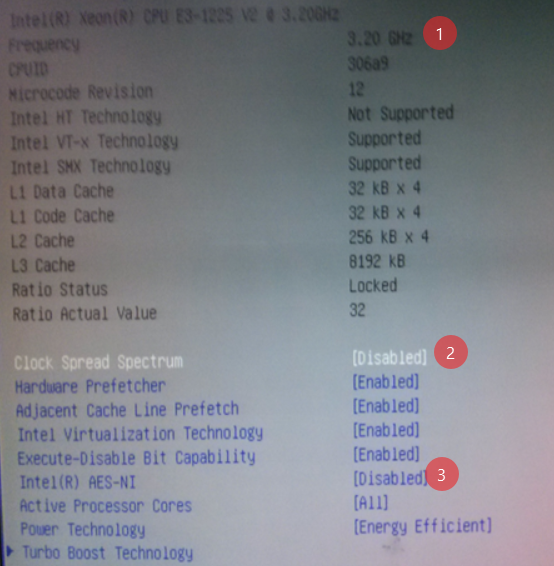 Intel(R) Xeon(R) CPU E3-1225 V2 @ 3.20GHz
Frequency 3.20 GHz 1
CPUID 306a9
Microcode Revision 12
Intel HT Technology Not Supported
Intel VT-x Technology Supported
Intel SMX Technology Supported
L1 Data Cache 32 kB x 4
L1 Code Cache 32 kB x 4
L2 Cache 256 kB x 4
L3 Cache 8192 kB
Ratio Status Locked
Ratio Actual Value 32
Clock Spread Spectrum [Disabled] 2
Hardware Prefetcher [Enabled]
Adjacent Cache Line Prefetch [Enabled]
Intel Virtualization Technology [Enabled]
Execute-Disable Bit Capability [Enabled]
Intel(R) AES-NI [Disabled] 3
Active Processor Cores [All]
Power Technology [Energy Efficient]
Turbo Boost Technology